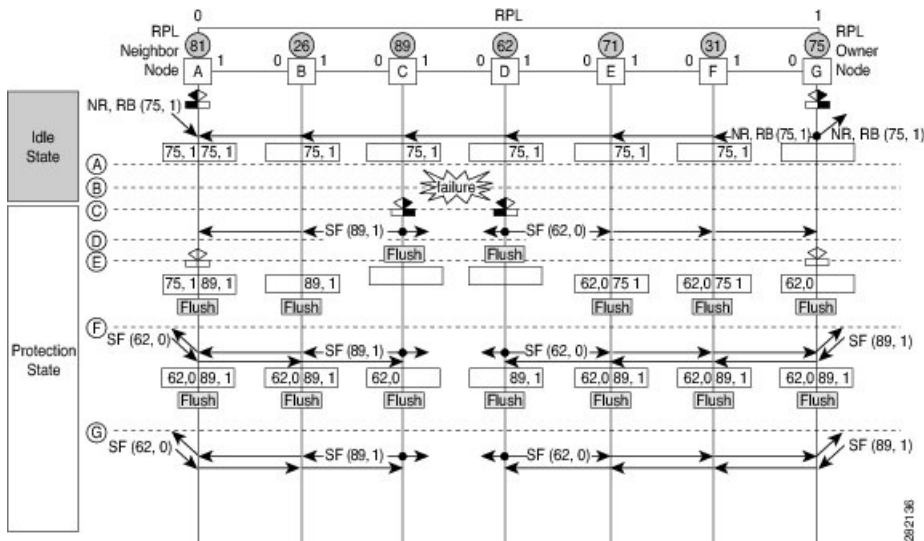 0 RPL 1
RPL Neighbor Node
81 26 89 62 71 31 75
RPL Owner Node
A 1 0 B 1 0 C 1 0 D 1 0 E 1 0 F 1 0 G
Idle State
NR, RB (75, 1)
NR, RB (75, 1) NR, RB (75, 1)
75, 1 75, 1 75, 1 75, 1 75, 1 75, 1 75, 1
A
B failure
C
SF (89, 1) SF (62, 0)
D
Flush Flush
E
75, 1 89, 1 89, 1 62,0 75 1 62,0 75 1 62,0
Flush Flush Flush Flush Flush
Protection State
F
SF (62, 0) SF (89, 1) SF (62, 0) SF (89, 1)
62,0 89, 1 62,0 89, 1 62,0 89, 1 62,0 89, 1 62,0 89, 1 62,0 89, 1
Flush Flush Flush Flush Flush Flush Flush
G
SF (62, 0) SF (89, 1) SF (62, 0) SF (89, 1)
282136